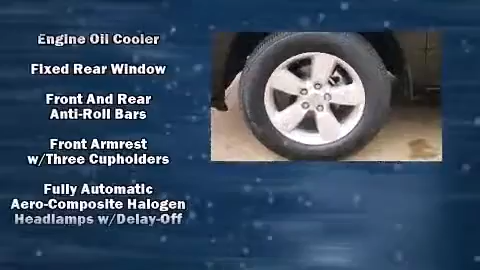 Engine Oil Cooler
Fixed Rear Window
Front And Rear
Anti-Roll Bars
Front Armrest
w/Three Cupholders
Fully Automatic
Aero-Composite Halogen
Headlamps w/Delay-Off